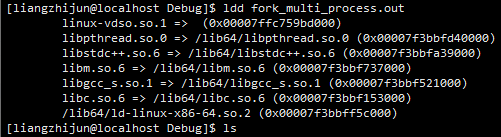 [liangzhijun@localhost Debug]$ ldd fork_multi_process.out
linux-vdso.so.1 => (0x00007ffc759bd000)
libpthread.so.0 => /lib64/libpthread.so.0 (0x00007f3bbfd40000)
libstdc++.so.6 => /lib64/libstdc++.so.6 (0x00007f3bbfa39000)
libm.so.6 => /lib64/libm.so.6 (0x00007f3bbf737000)
libgcc_s.so.1 => /lib64/libgcc_s.so.1 (0x00007f3bbf521000)
libc.so.6 => /lib64/libc.so.6 (0x00007f3bbf153000)
/lib64/ld-linux-x86-64.so.2 (0x00007f3bbff5c000)
[liangzhijun@localhost Debug]$ ls